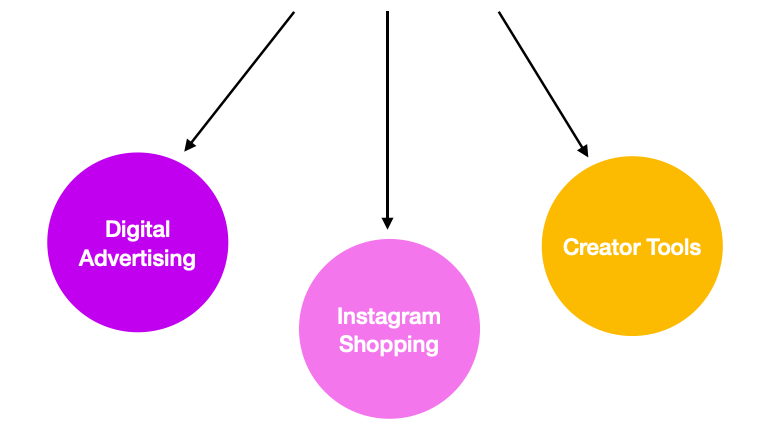 Digital
Advertising
Instagram
Shopping
Creator Tools